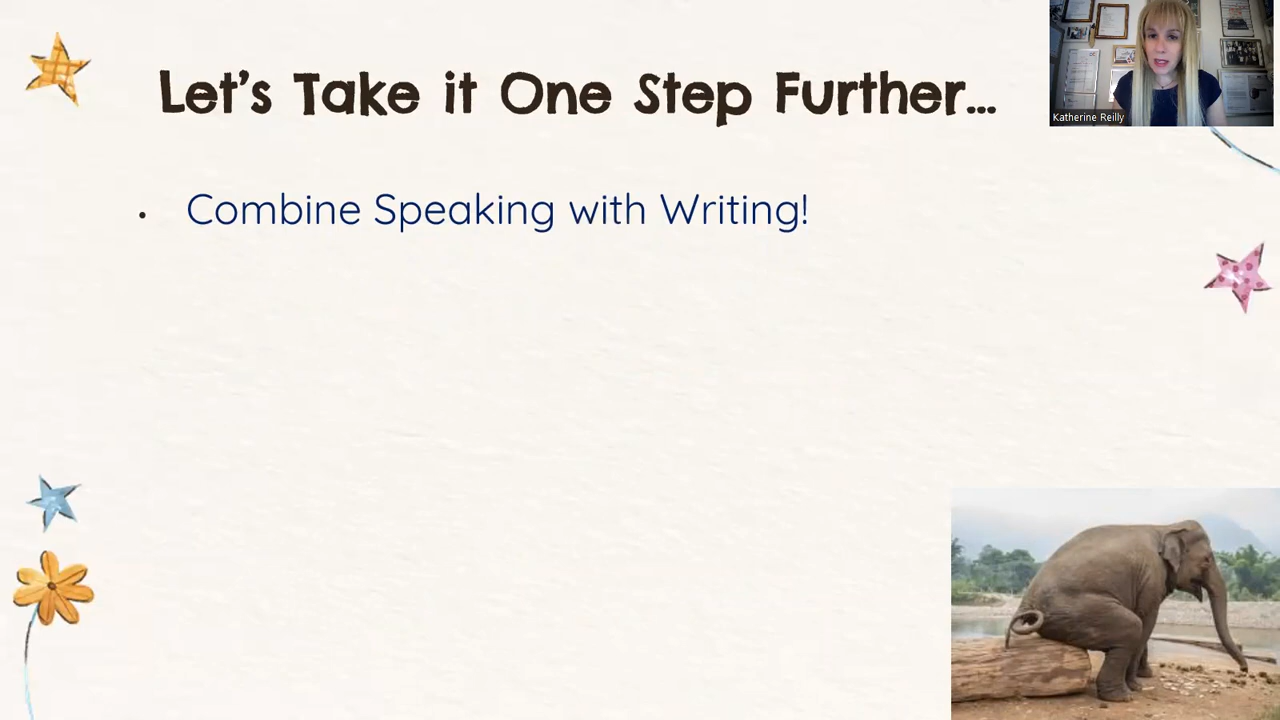 Let's Take it One Step Further...
Katherine Reilly
• Combine Speaking with Writing!